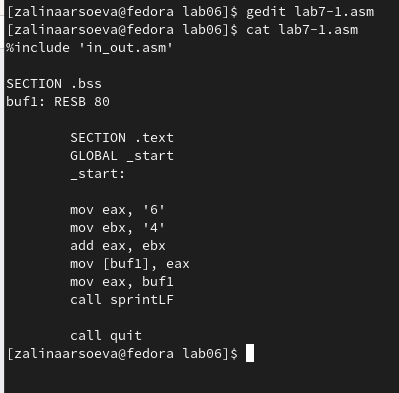 [zalinaarsoeva@fedora lab06]$ gedit lab7-1.asm
[zalinaarsoeva@fedora lab06]$ cat lab7-1.asm
%include 'in_out.asm'
SECTION .bss
buf1: RESB 80
SECTION .text
GLOBAL _start
_start:
mov eax, '6'
mov ebx, '4'
add eax, ebx
mov [buf1], eax
mov eax, buf1
call sprintLF
call quit
[zalinaarsoeva@fedora lab06]$